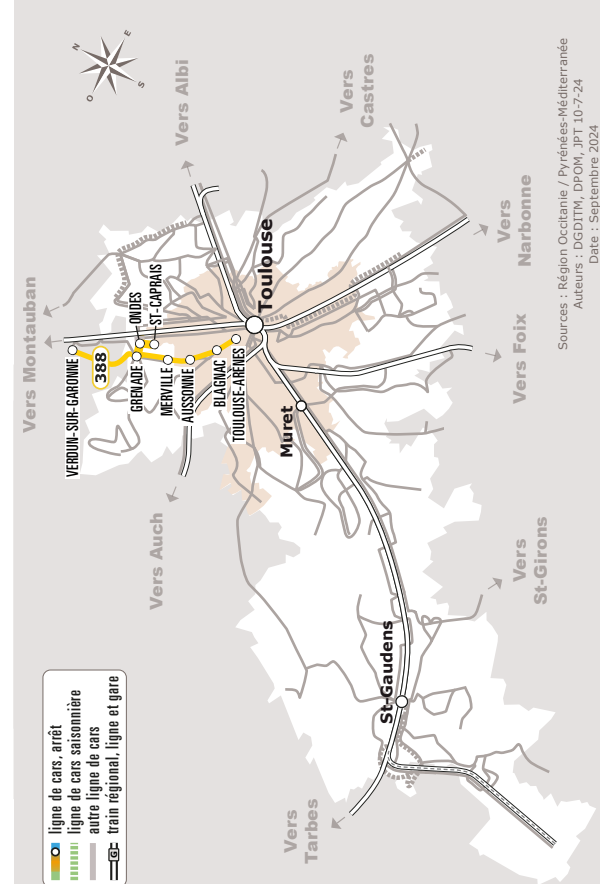 N
E
S
O
Vers Albi
Vers
Castres
Vers Montauban
VERDUN-SUR-GARONNE
388
ONDES
ST-CAPRAIS
GRENADE
MERVILLE
AUSSONNE
BLAGNAC
TOULOUSE-ARÈNES
Toulouse
Muret
Vers
Narbonne
Vers Foix
Vers Auch
Vers
St-Girons
St-Gaudens
Vers
Tarbes
ligne de cars, arrêt
ligne de cars saisonnière
autre ligne de cars
G
train régional, ligne et gare
Sources : Région Occitanie / Pyrénées-Méditerranée
Auteurs : DGDITM, DPOM, JPT 10-7-24
Date : Septembre 2024